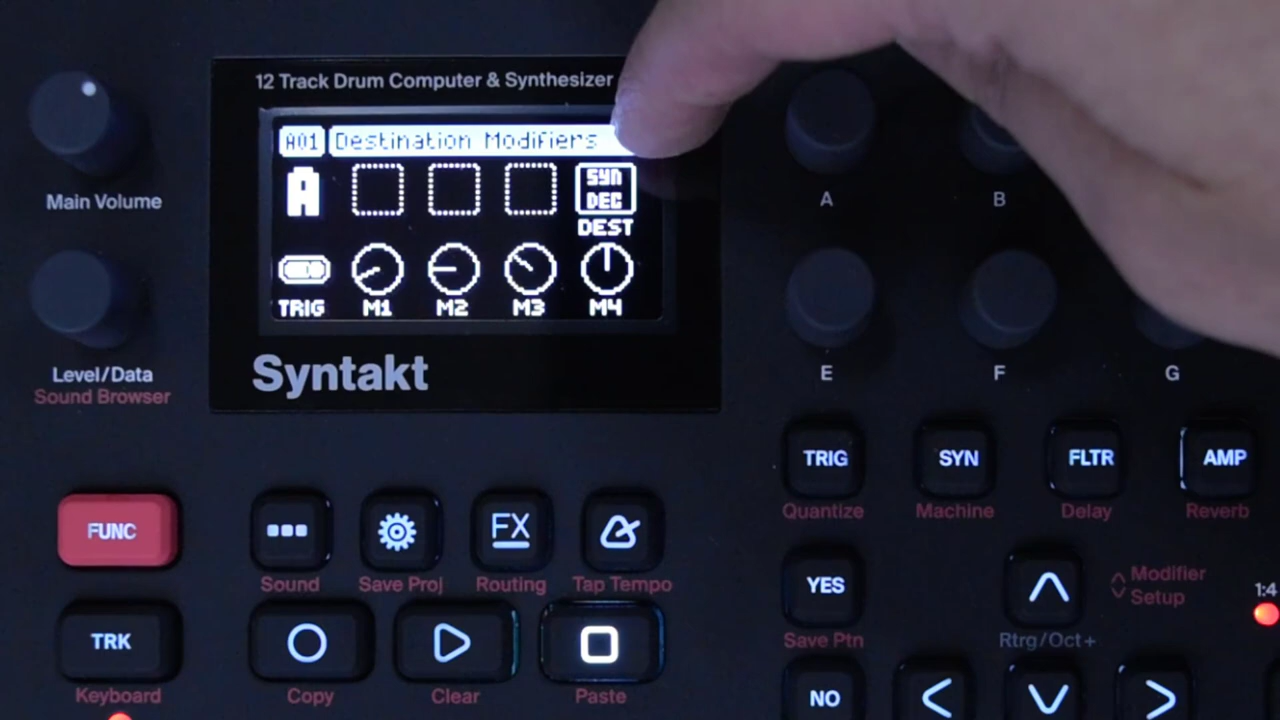 12 Track Drum Computer & Synthesizer
A01 Destination Modifiers
A
SYN
DEC
DEST
TRIG M1 M2 M3 M4
Syntakt
Main Volume
Level/Data
Sound Browser
A B
E F G
TRIG SYN FLTR AMP
Quantize Machine Delay Reverb
FUNC
FX
Sound Save Proj Routing Tap Tempo
YES
Save Ptn
Rtrg/Oct+
Modifier
Setup
1:4
TRK
Keyboard
Copy Clear Paste
NO